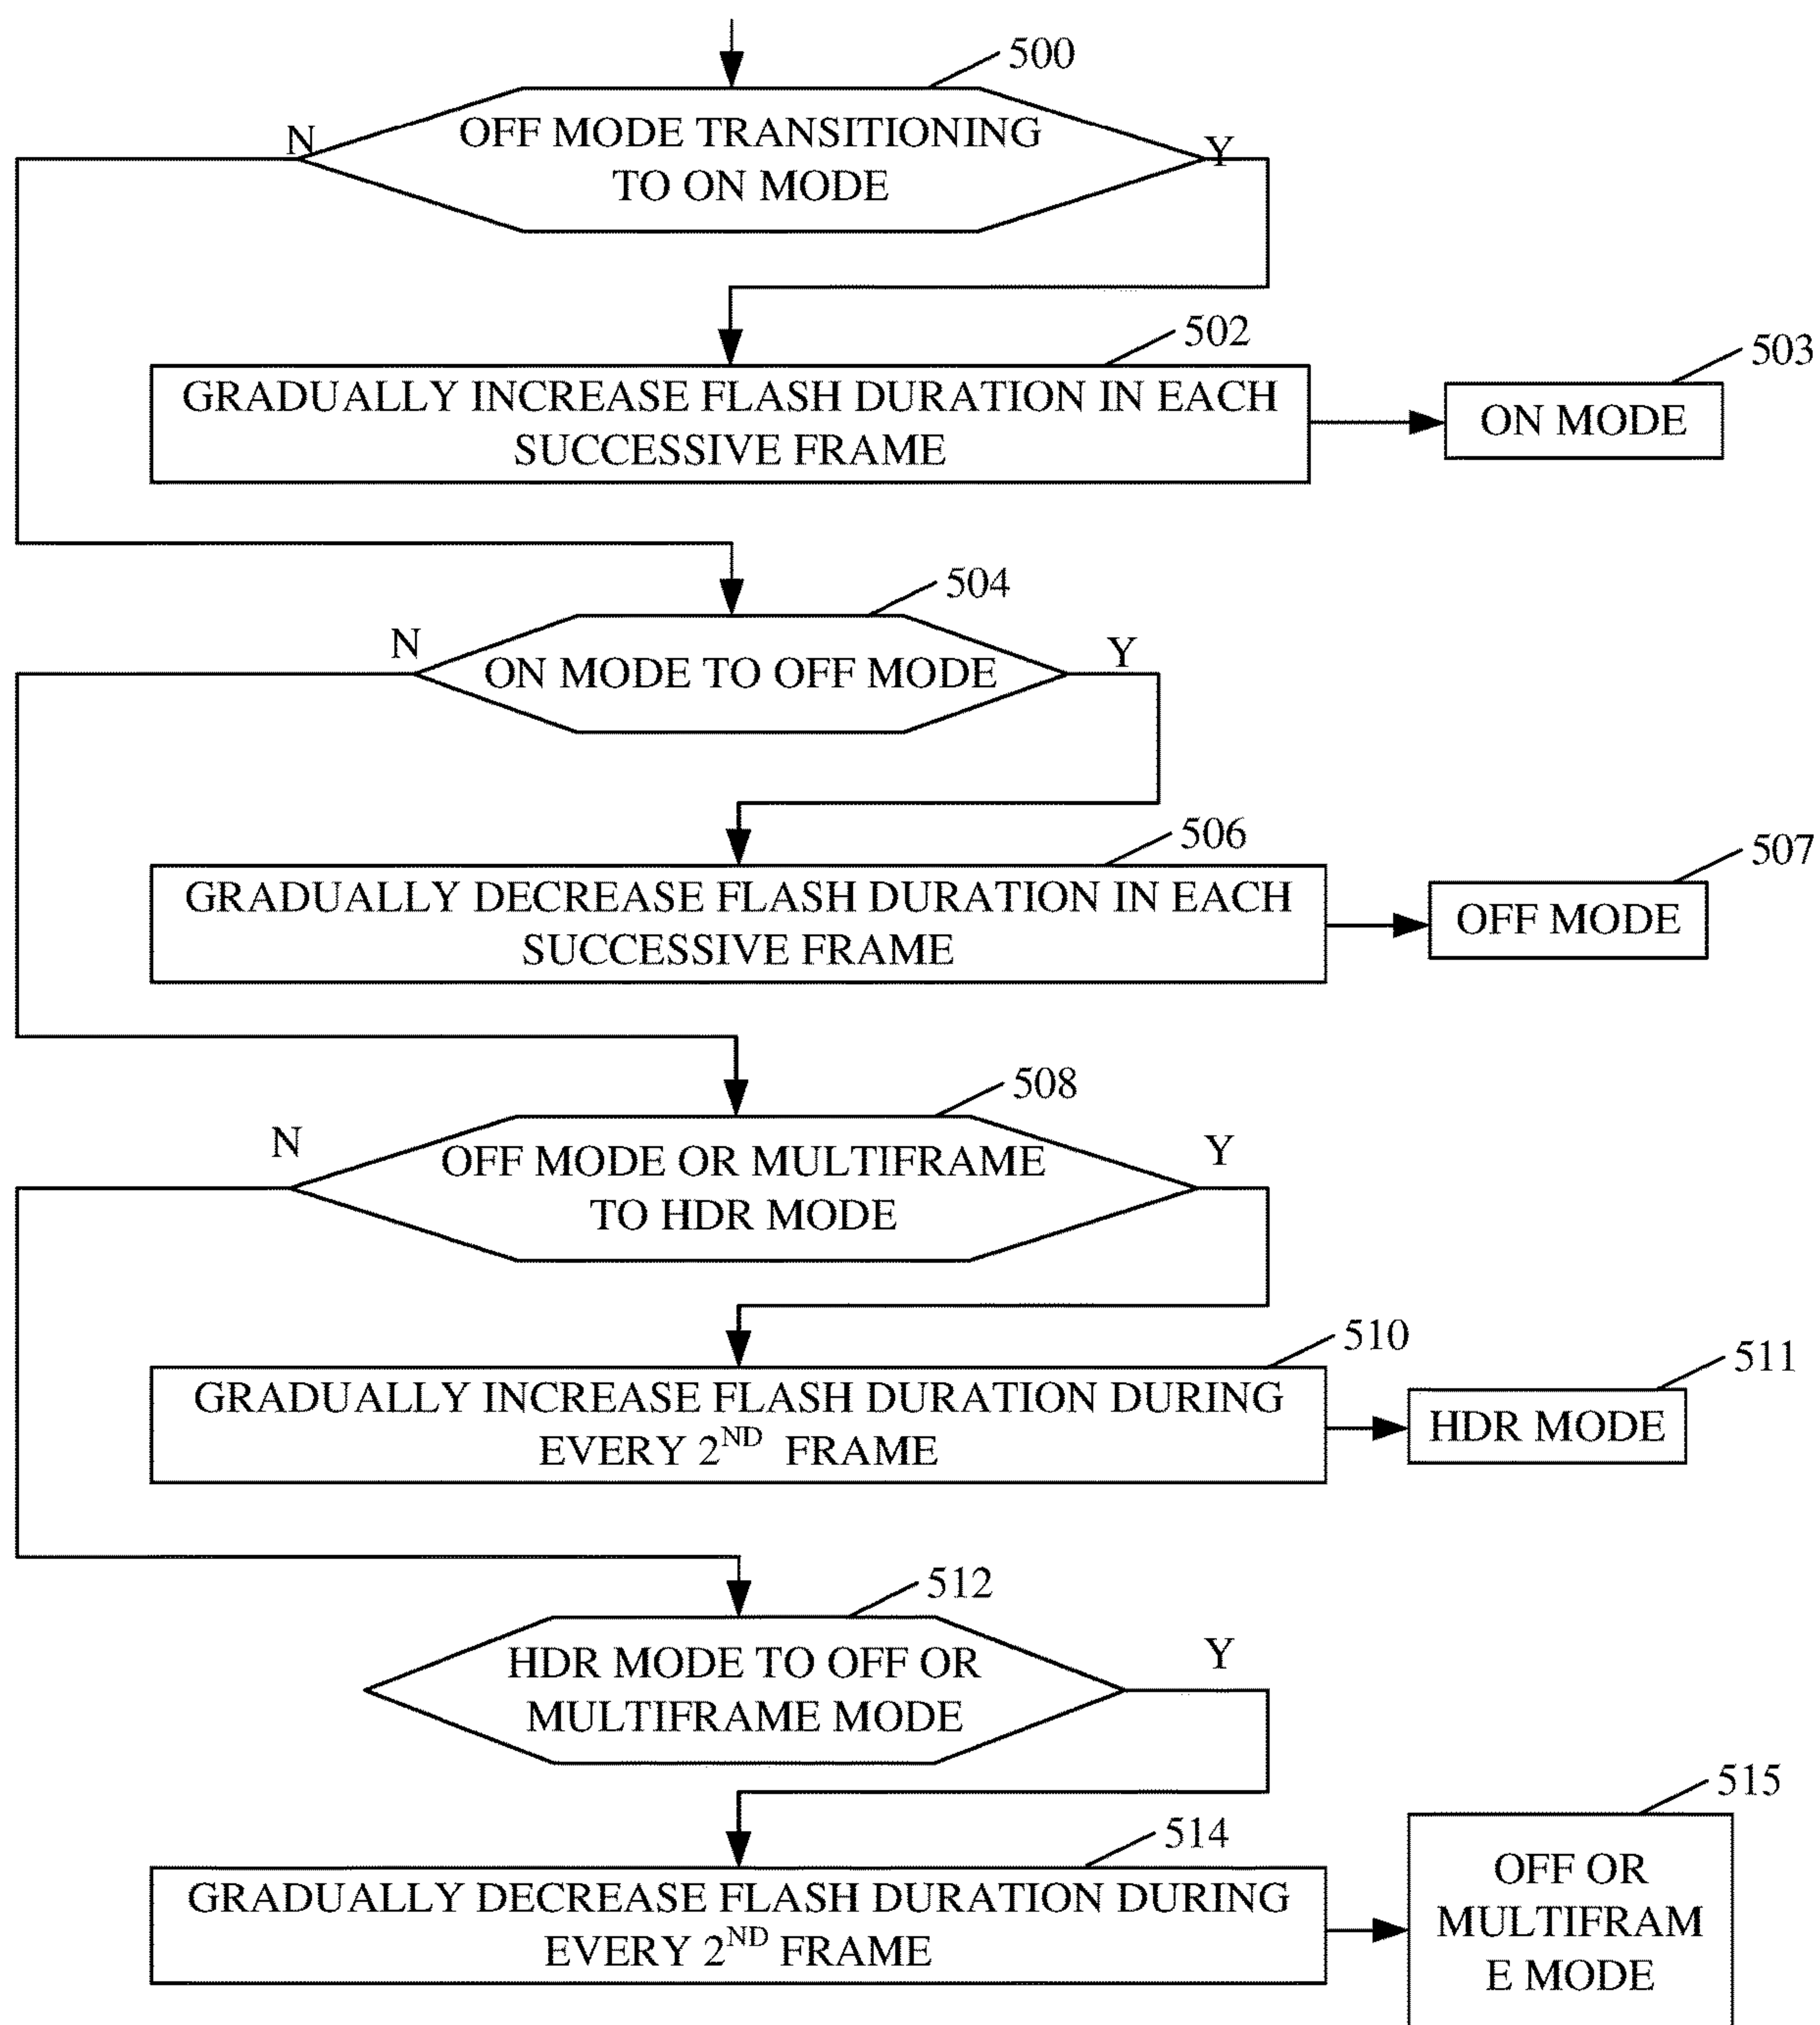 500
OFF MODE TRANSITIONING
TO ON MODE
N
Y
502
503
GRADUALLY INCREASE FLASH DURATION IN EACH
SUCCESSIVE FRAME
ON MODE
504
N
Y
ON MODE TO OFF MODE
506
507
GRADUALLY DECREASE FLASH DURATION IN EACH
SUCCESSIVE FRAME
OFF MODE
508
N
Y
OFF MODE OR MULTIFRAME
TO HDR MODE
510
511
GRADUALLY INCREASE FLASH DURATION DURING
EVERY 2ND FRAME
HDR MODE
512
HDR MODE TO OFF OR
MULTIFRAME MODE
Y
514
515
GRADUALLY DECREASE FLASH DURATION DURING
EVERY 2ND FRAME
OFF OR
MULTIFRAM
E MODE